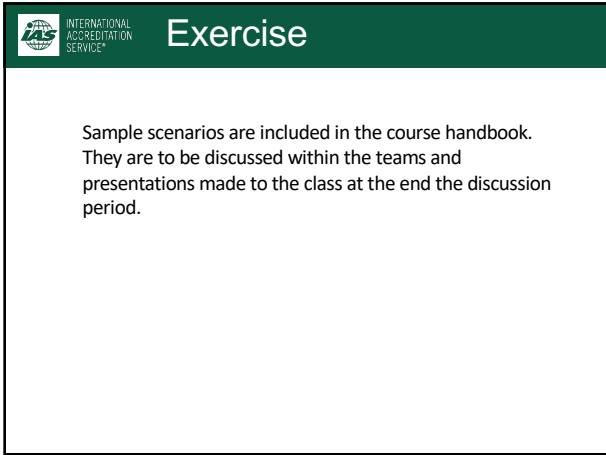 IAS
INTERNATIONAL
ACCREDITATION
SERVICE®
Exercise
Sample scenarios are included in the course handbook.
They are to be discussed within the teams and
presentations made to the class at the end the discussion
period.